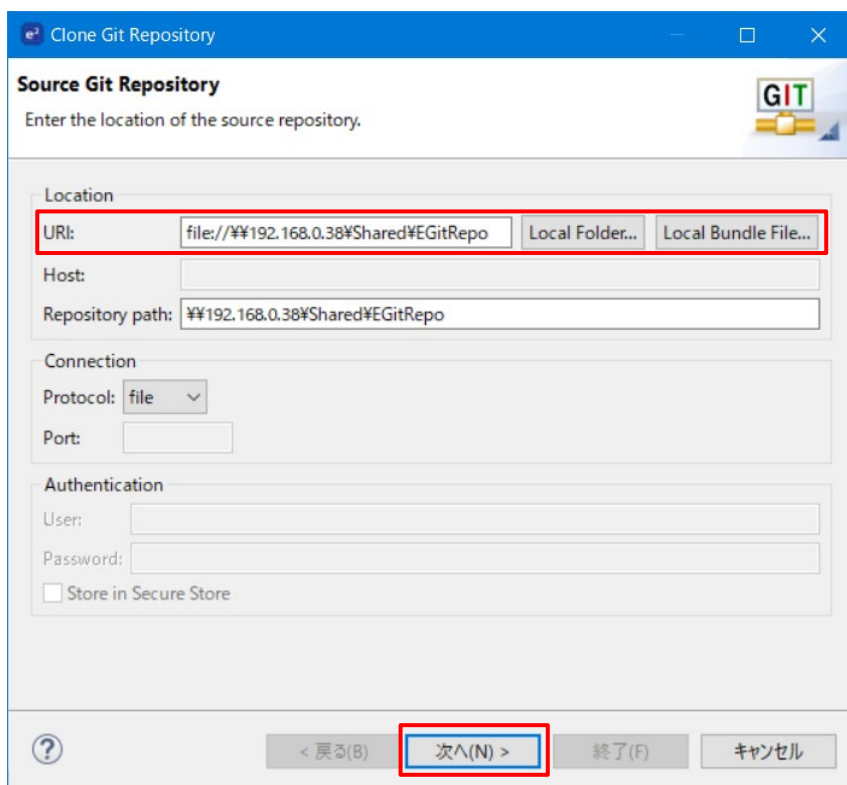 e² Clone Git Repository
Source Git Repository
Enter the location of the source repository.
GIT
Location
URI: file://¥¥192.168.0.38¥Shared¥EGitRepo Local Folder... Local Bundle File...
Host:
Repository path: ¥¥192.168.0.38¥Shared¥EGitRepo
Connection
Protocol: file
Port:
Authentication
User:
Password:
Store in Secure Store
? < 戻る(B) 次へ(N) > 終了(F) キャンセル